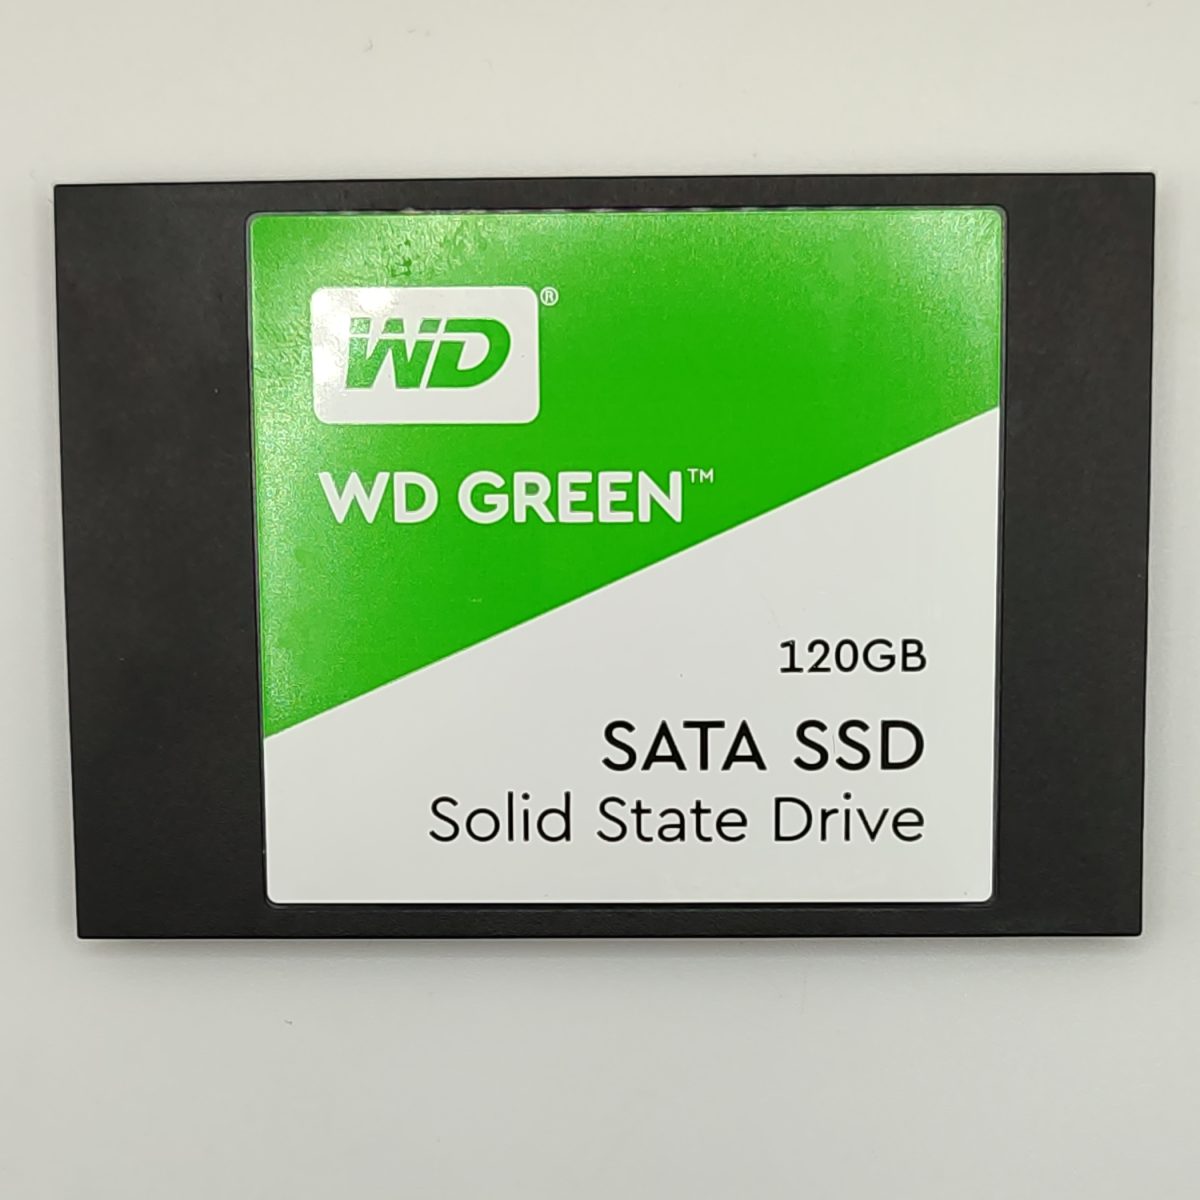 WD®
WD GREEN™
120GB
SATA SSD
Solid State Drive